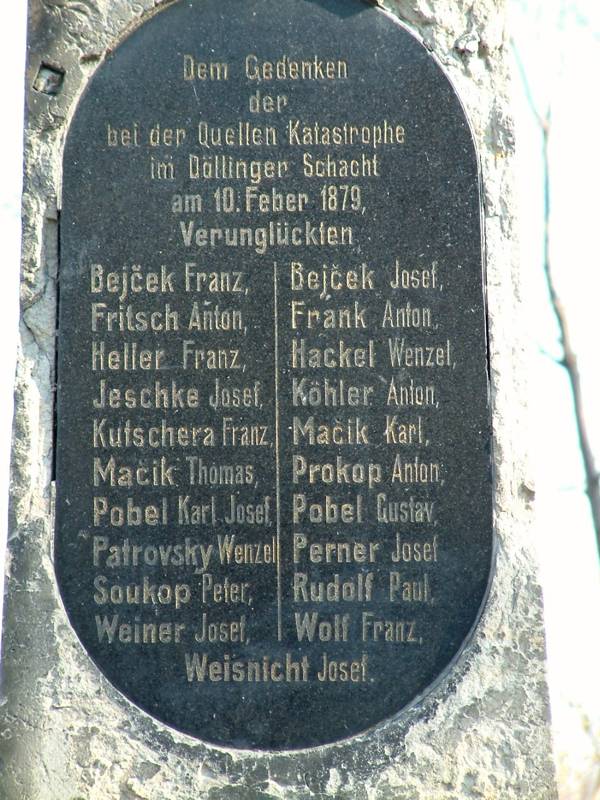 Dem Gedenken
der
bei der Quellen Katastrophe
im Döllinger Schacht
am 10. Feber 1879,
Verunglückten
Bejček Franz,
Fritsch Anton,
Heller Franz,
Jeschke Josef,
Kutschera Franz,
Mačik Thomas,
Pobel Karl Josef,
Patrovsky Wenzel
Soukop Peter,
Weiner Josef,
Bejček Josef,
Frank Anton,
Hackel Wenzel,
Köhler Anton,
Mačik Karl,
Prokop Anton,
Pobel Gustav,
Perner Josef
Rudolf Paul,
Wolf Franz,
Weisnicht Josef.